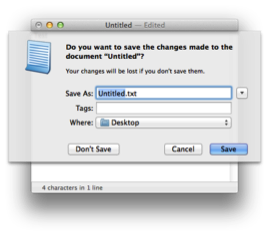 Untitled — Edited
Do you want to save the changes made to the
document “Untitled”?
Your changes will be lost if you don’t save them.
Save As: Untitled.txt
Tags:
Where: Desktop
Don’t Save Cancel Save
4 characters in 1 line